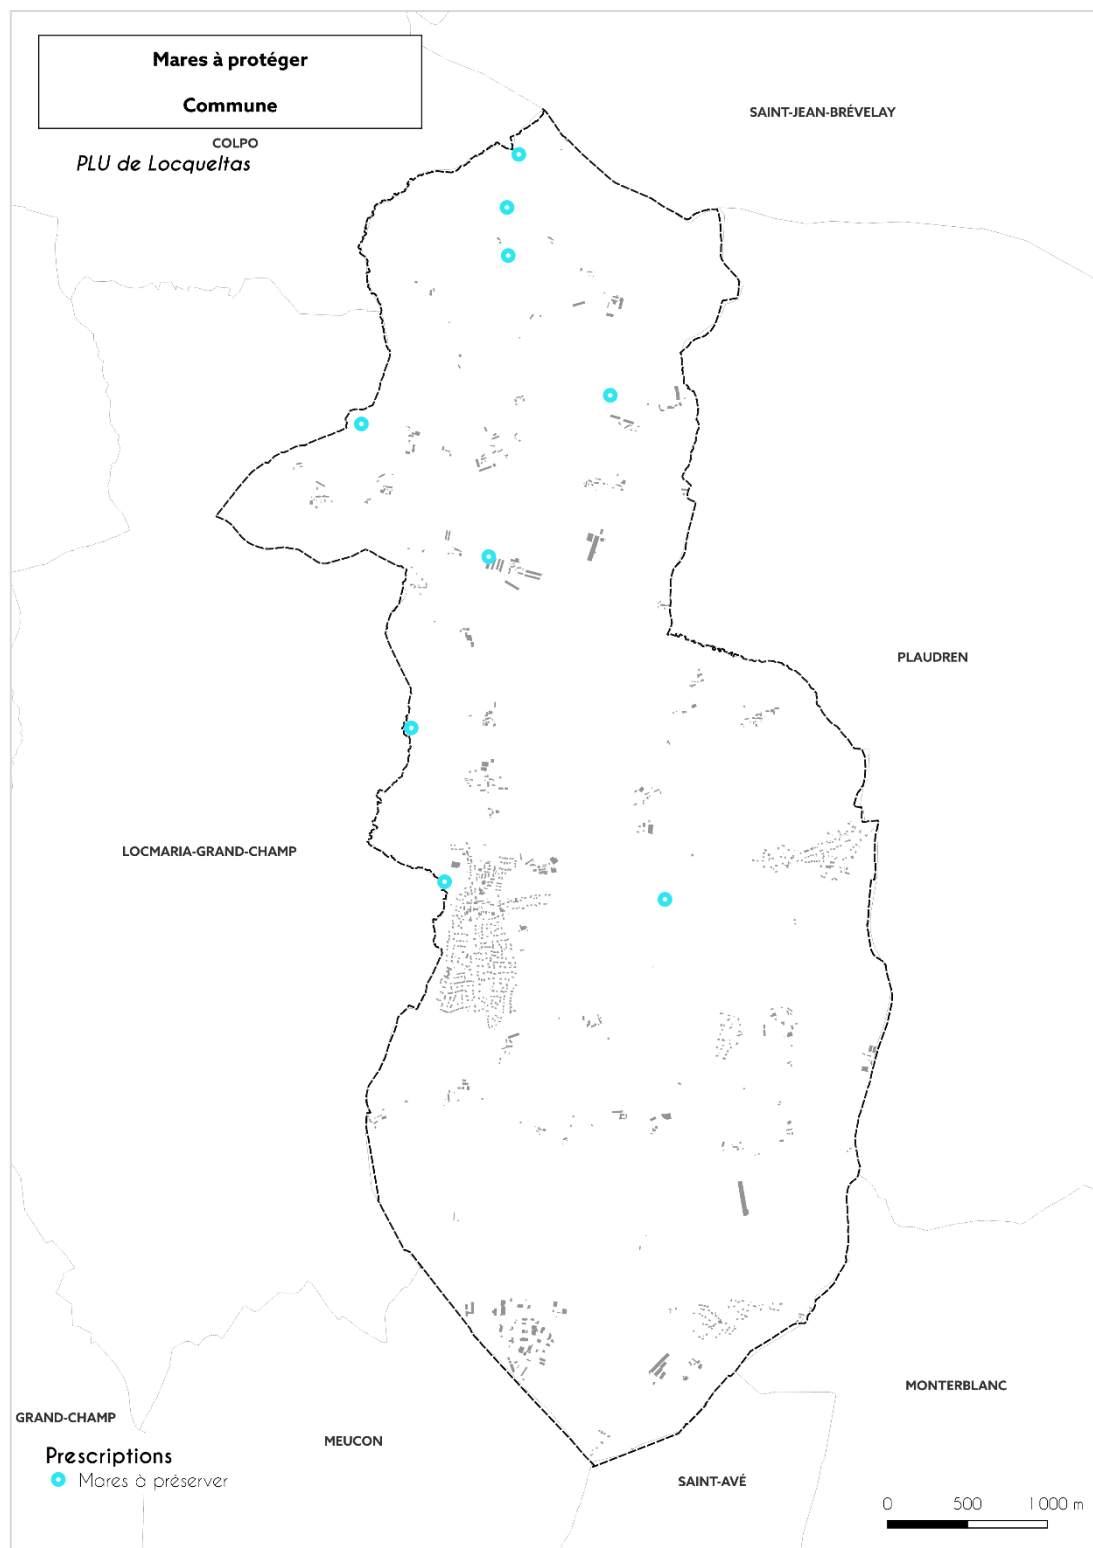 Mares à protéger
Commune
COLPO
PLU de Locqueltas
SAINT-JEAN-BRÉVELAY
PLAUDREN
LOCMARIA-GRAND-CHAMP
MONTERBLANC
GRAND-CHAMP
MEUCON
SAINT-AVÉ
Prescriptions
Mares à préserver
0 500 1 000 m